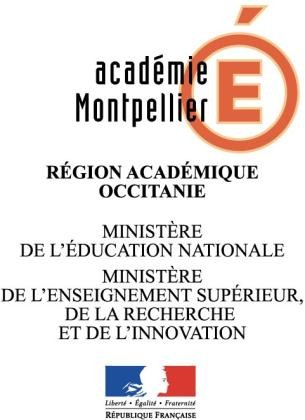 académie
Montpellier É
RÉGION ACADÉMIQUE
OCCITANIE
MINISTÈRE
DE L'ÉDUCATION NATIONALE
MINISTÈRE
DE L'ENSEIGNEMENT SUPÉRIEUR,
DE LA RECHERCHE
ET DE L'INNOVATION
Liberté • Égalité • Fraternité
RÉPUBLIQUE FRANÇAISE